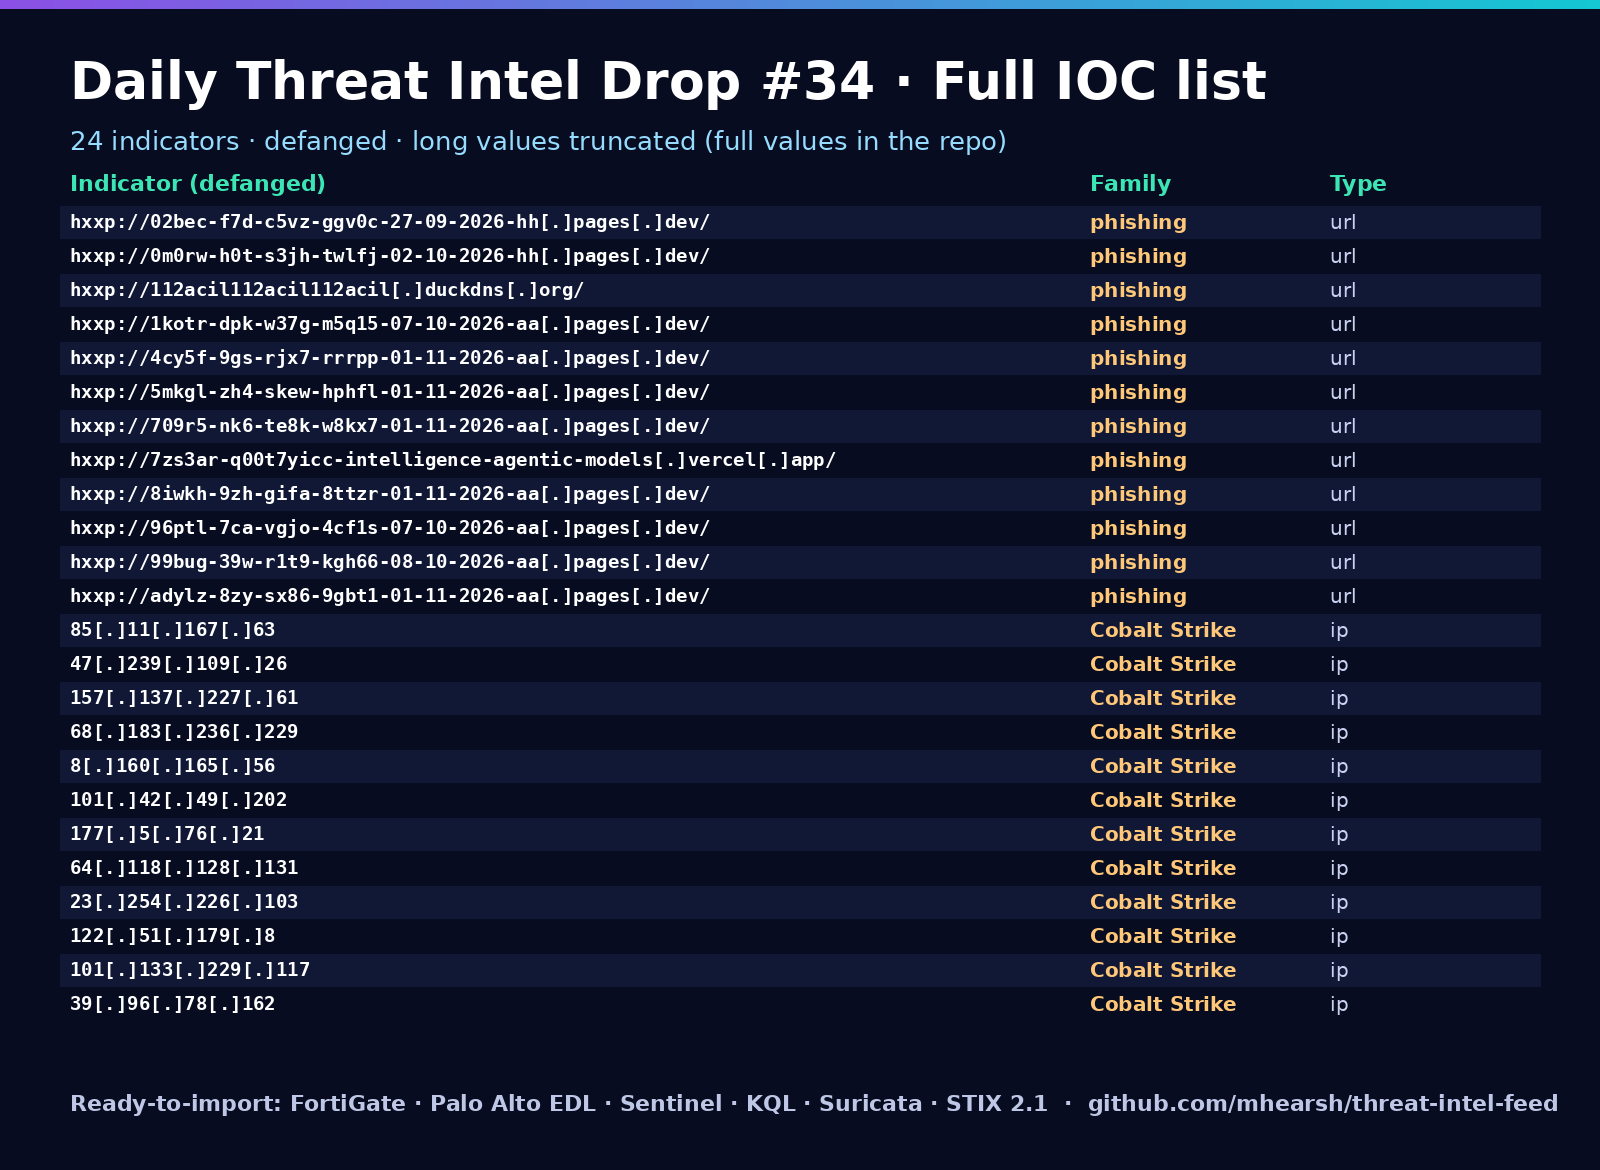 Daily Threat Intel Drop #34 · Full IOC list
24 indicators · defanged · long values truncated (full values in the repo)
Indicator (defanged) Family Type
hxxp://02bec-f7d-c5vz-ggv0c-27-09-2026-hh[.]pages[.]dev/ phishing url
hxxp://0m0rw-h0t-s3jh-twlfj-02-10-2026-hh[.]pages[.]dev/ phishing url
hxxp://112acil112acil112acil[.]duckdns[.]org/ phishing url
hxxp://1kotr-dpk-w37g-m5q15-07-10-2026-aa[.]pages[.]dev/ phishing url
hxxp://4cy5f-9gs-rjx7-rrrpp-01-11-2026-aa[.]pages[.]dev/ phishing url
hxxp://5mkgl-zh4-skew-hphfl-01-11-2026-aa[.]pages[.]dev/ phishing url
hxxp://709r5-nk6-te8k-w8kx7-01-11-2026-aa[.]pages[.]dev/ phishing url
hxxp://7zs3ar-q00t7yicc-intelligence-agentic-models[.]vercel[.]app/ phishing url
hxxp://8iwkh-9zh-gifa-8ttzr-01-11-2026-aa[.]pages[.]dev/ phishing url
hxxp://96ptl-7ca-vgjo-4cf1s-07-10-2026-aa[.]pages[.]dev/ phishing url
hxxp://99bug-39w-r1t9-kgh66-08-10-2026-aa[.]pages[.]dev/ phishing url
hxxp://adylz-8zy-sx86-9gbt1-01-11-2026-aa[.]pages[.]dev/ phishing url
85[.]11[.]167[.]63 Cobalt Strike ip
47[.]239[.]109[.]26 Cobalt Strike ip
157[.]137[.]227[.]61 Cobalt Strike ip
68[.]183[.]236[.]229 Cobalt Strike ip
8[.]160[.]165[.]56 Cobalt Strike ip
101[.]42[.]49[.]202 Cobalt Strike ip
177[.]5[.]76[.]21 Cobalt Strike ip
64[.]118[.]128[.]131 Cobalt Strike ip
23[.]254[.]226[.]103 Cobalt Strike ip
122[.]51[.]179[.]8 Cobalt Strike ip
101[.]133[.]229[.]117 Cobalt Strike ip
39[.]96[.]78[.]162 Cobalt Strike ip
Ready-to-import: FortiGate · Palo Alto EDL · Sentinel · KQL · Suricata · STIX 2.1 · github.com/mhearsh/threat-intel-feed